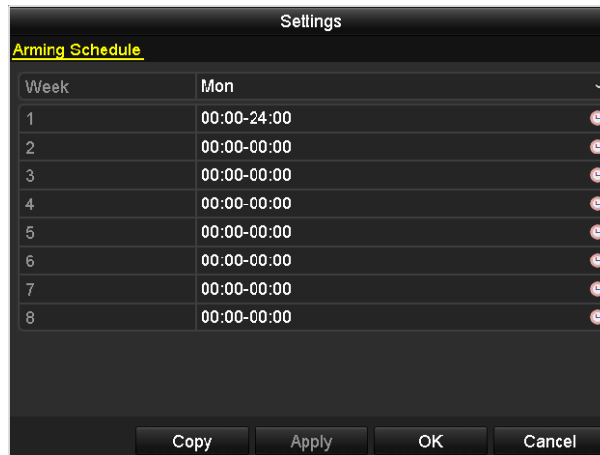 Settings
Arming Schedule
Week Mon
1 00:00-24:00
2 00:00-00:00
3 00:00-00:00
4 00:00-00:00
5 00:00-00:00
6 00:00-00:00
7 00:00-00:00
8 00:00-00:00
Copy Apply OK Cancel